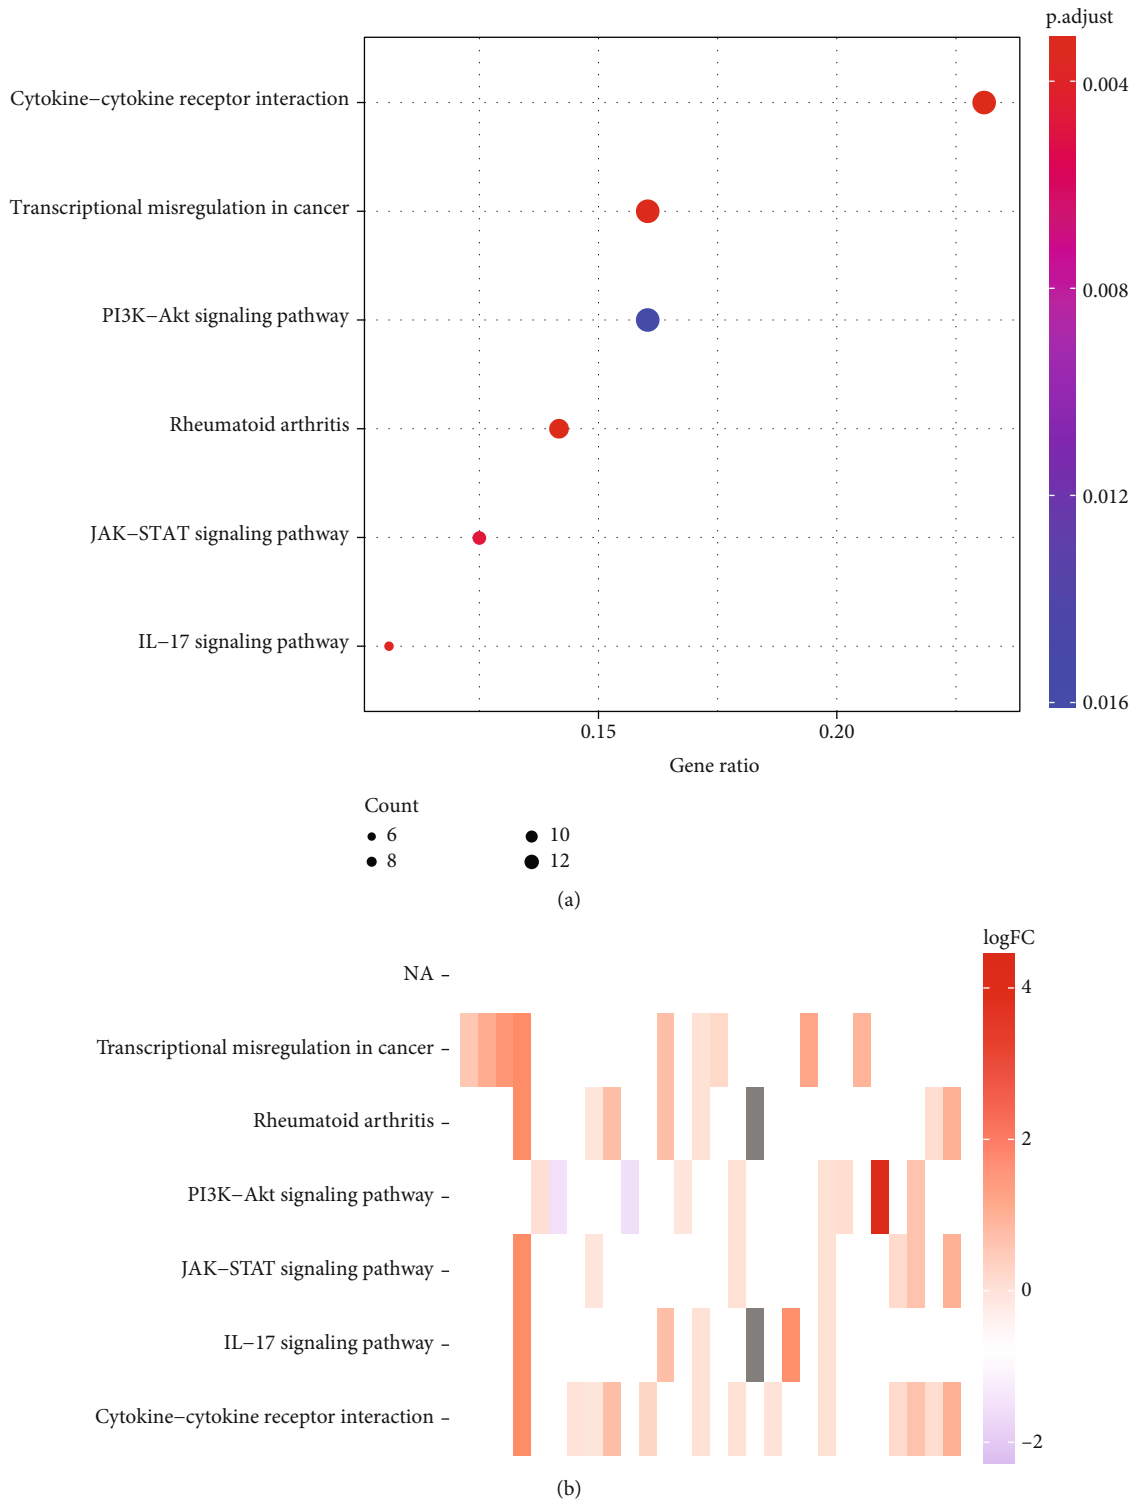 p.adjust
Cytokine−cytokine receptor interaction
Transcriptional misregulation in cancer
PI3K−Akt signaling pathway
Rheumatoid arthritis
JAK−STAT signaling pathway
IL−17 signaling pathway
0.004
0.008
0.012
0.016
0.15
0.20
Gene ratio
Count
6
10
8
12
(a)
logFC
NA
Transcriptional misregulation in cancer
Rheumatoid arthritis
PI3K−Akt signaling pathway
JAK−STAT signaling pathway
IL−17 signaling pathway
Cytokine−cytokine receptor interaction
4
2
0
−2
(b)